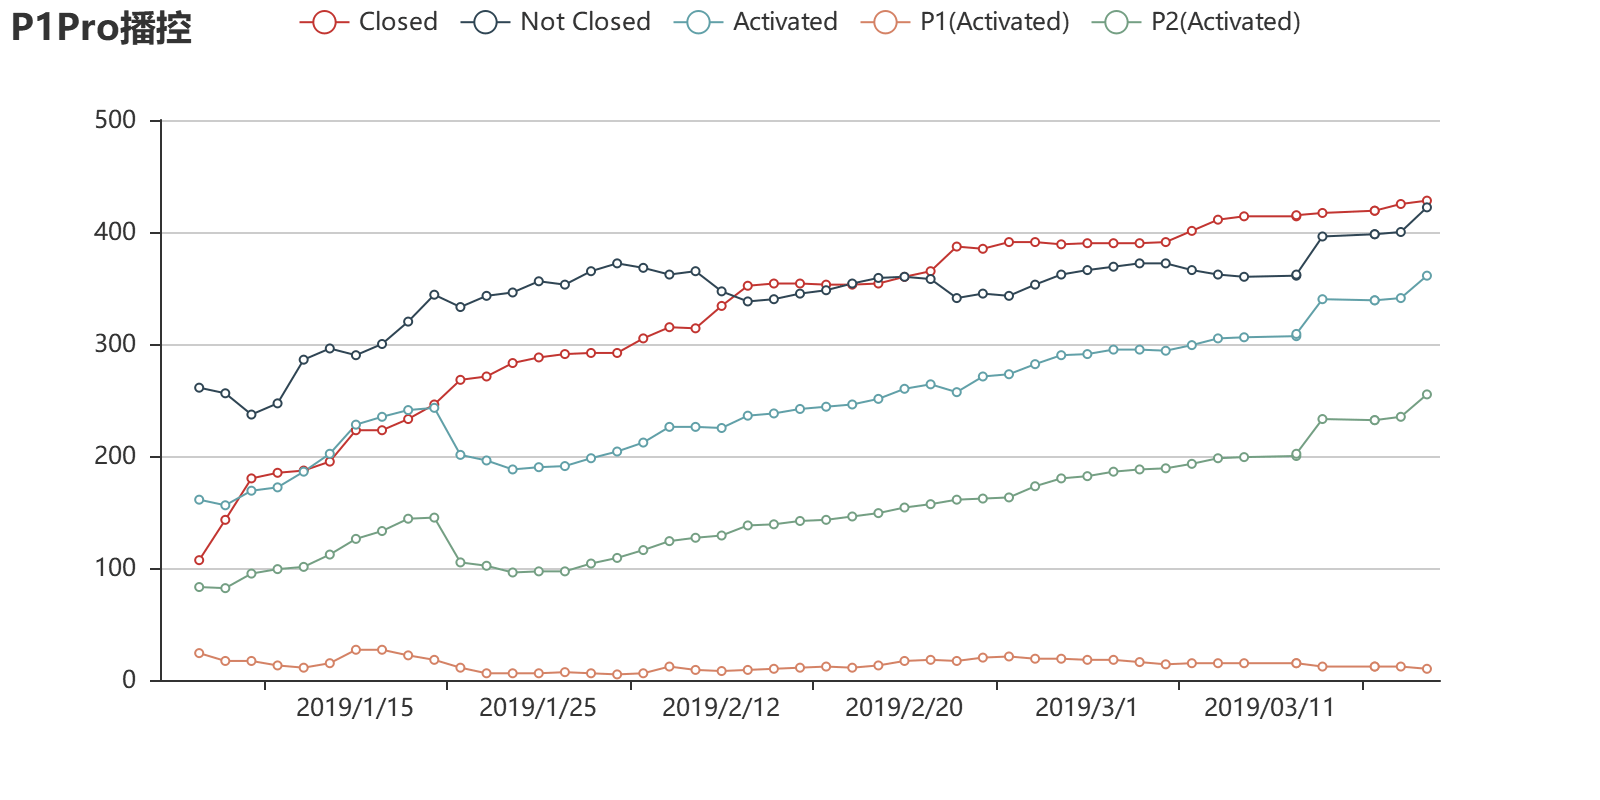 P1Pro播控
Closed
Not Closed
Activated
P1(Activated)
P2(Activated)
500
400
300
200
100
0
2019/1/15
2019/1/25
2019/2/12
2019/2/20
2019/3/1
2019/03/11